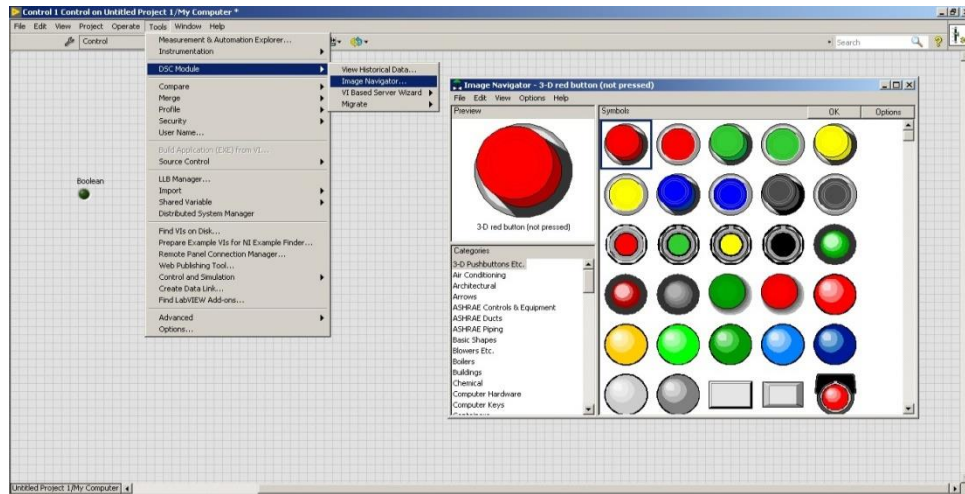 Control 1 Control on Untitled Project 1/My Computer *
File Edit View Project Operate Tools Window Help
Control
Search
Measurement & Automation Explorer...
Instrumentation
DSC Module
Compare
Merge
Profile
Security
User Name...
Build Application (EXE) from VI...
Source Control
LLB Manager...
Import
Shared Variable
Distributed System Manager
Find VIs on Disk...
Prepare Example VIs for NI Example Finder...
Remote Panel Connection Manager...
Web Publishing Tool...
Control and Simulation
Create Data Link...
Find LabVIEW Add-ons...
Advanced
Options...
View Historical Data...
Image Navigator...
VI Based Server Wizard
Migrate
Boolean
Image Navigator - 3-D red button (not pressed)
File Edit View Options Help
Preview
Symbols
OK
Options
3-D red button (not pressed)
Categories
3-D Pushbuttons Etc.
Air Conditioning
Architectural
Arrows
ASHRAE Controls & Equipment
ASHRAE Ducts
ASHRAE Piping
Basic Shapes
Blowers Etc.
Boilers
Buildings
Chemical
Computer Hardware
Computer Keys
Untitled Project 1/My Computer